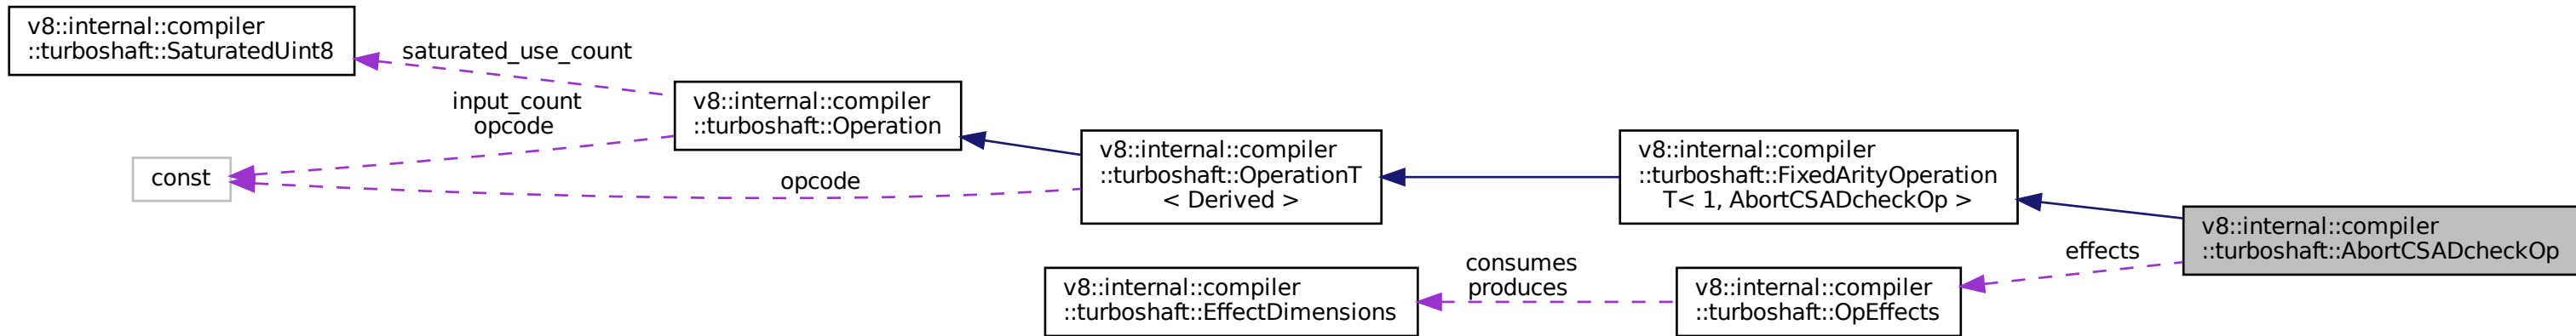 v8::internal::compiler
::turboshaft::SaturatedUint8
saturated_use_count
input_count
opcode
const
v8::internal::compiler
::turboshaft::Operation
opcode
v8::internal::compiler
::turboshaft::OperationT
< Derived >
v8::internal::compiler
::turboshaft::FixedArityOperation
T< 1, AbortCSADcheckOp >
v8::internal::compiler
::turboshaft::EffectDimensions
consumes
produces
v8::internal::compiler
::turboshaft::OpEffects
effects
v8::internal::compiler
::turboshaft::AbortCSADcheckOp